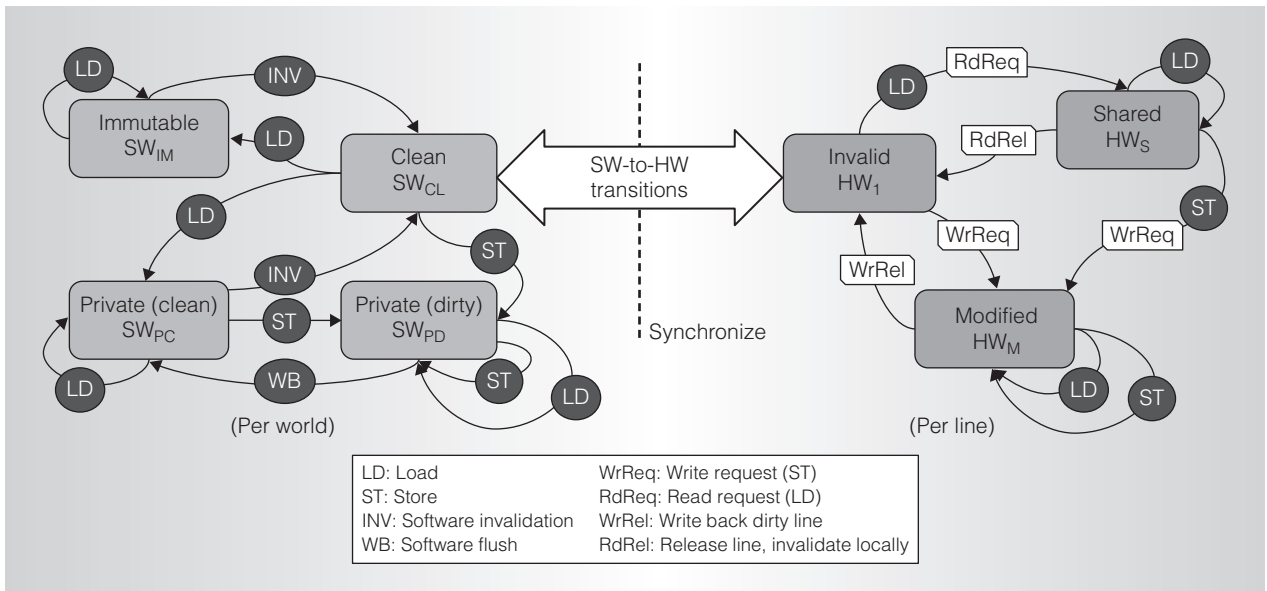 LD
INV
RdReq
LD
LD
Immutable
SW_IM
LD
Clean
SW_CL
SW-to-HW
transitions
Invalid
HW_1
Shared
HW_S
RdRel
LD
ST
ST
WrReq
WrReq
INV
WrRel
Private (clean)
SW_PC
ST
Private (dirty)
SW_PD
Synchronize
Modified
HW_M
LD
WB
ST
LD
LD
ST
(Per world)
(Per line)
LD: Load
ST: Store
INV: Software invalidation
WB: Software flush
WrReq: Write request (ST)
RdReq: Read request (LD)
WrRel: Write back dirty line
RdRel: Release line, invalidate locally